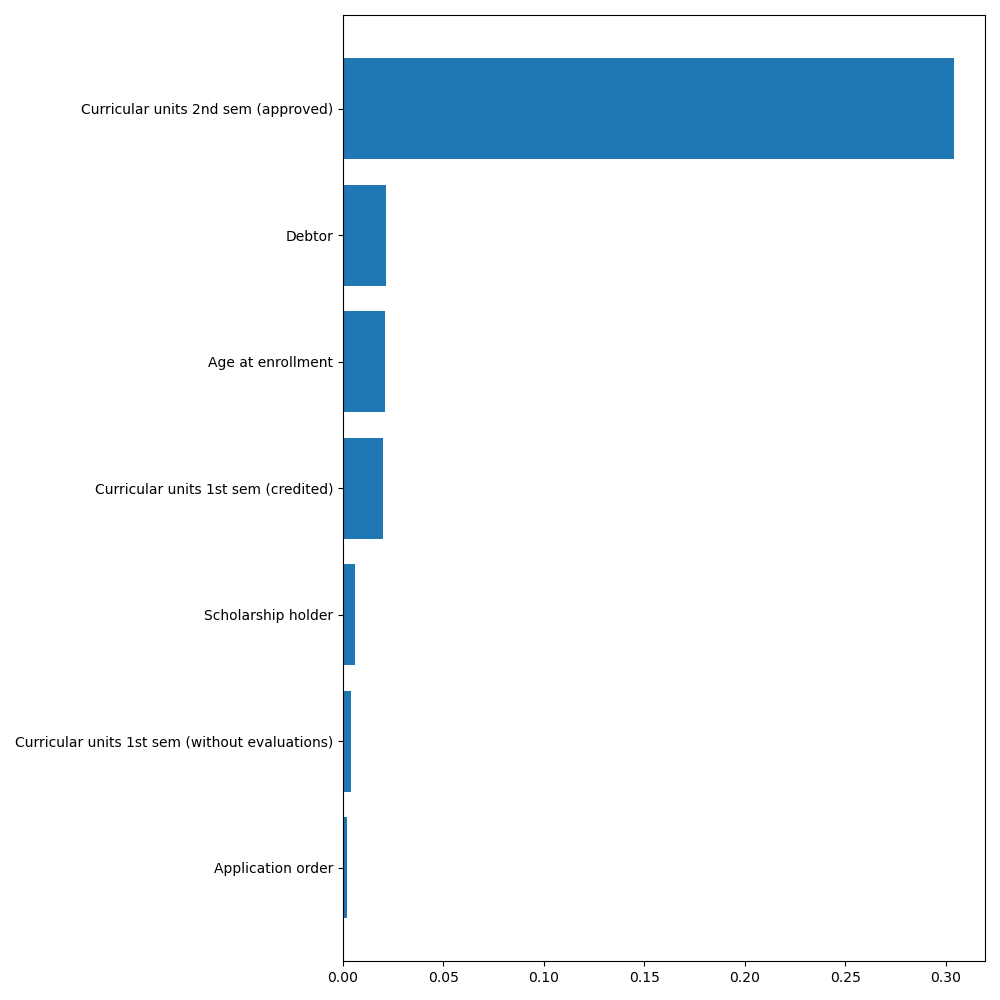 Curricular units 2nd sem (approved)
Debtor
Age at enrollment
Curricular units 1st sem (credited)
Scholarship holder
Curricular units 1st sem (without evaluations)
Application order
0.00 0.05 0.10 0.15 0.20 0.25 0.30